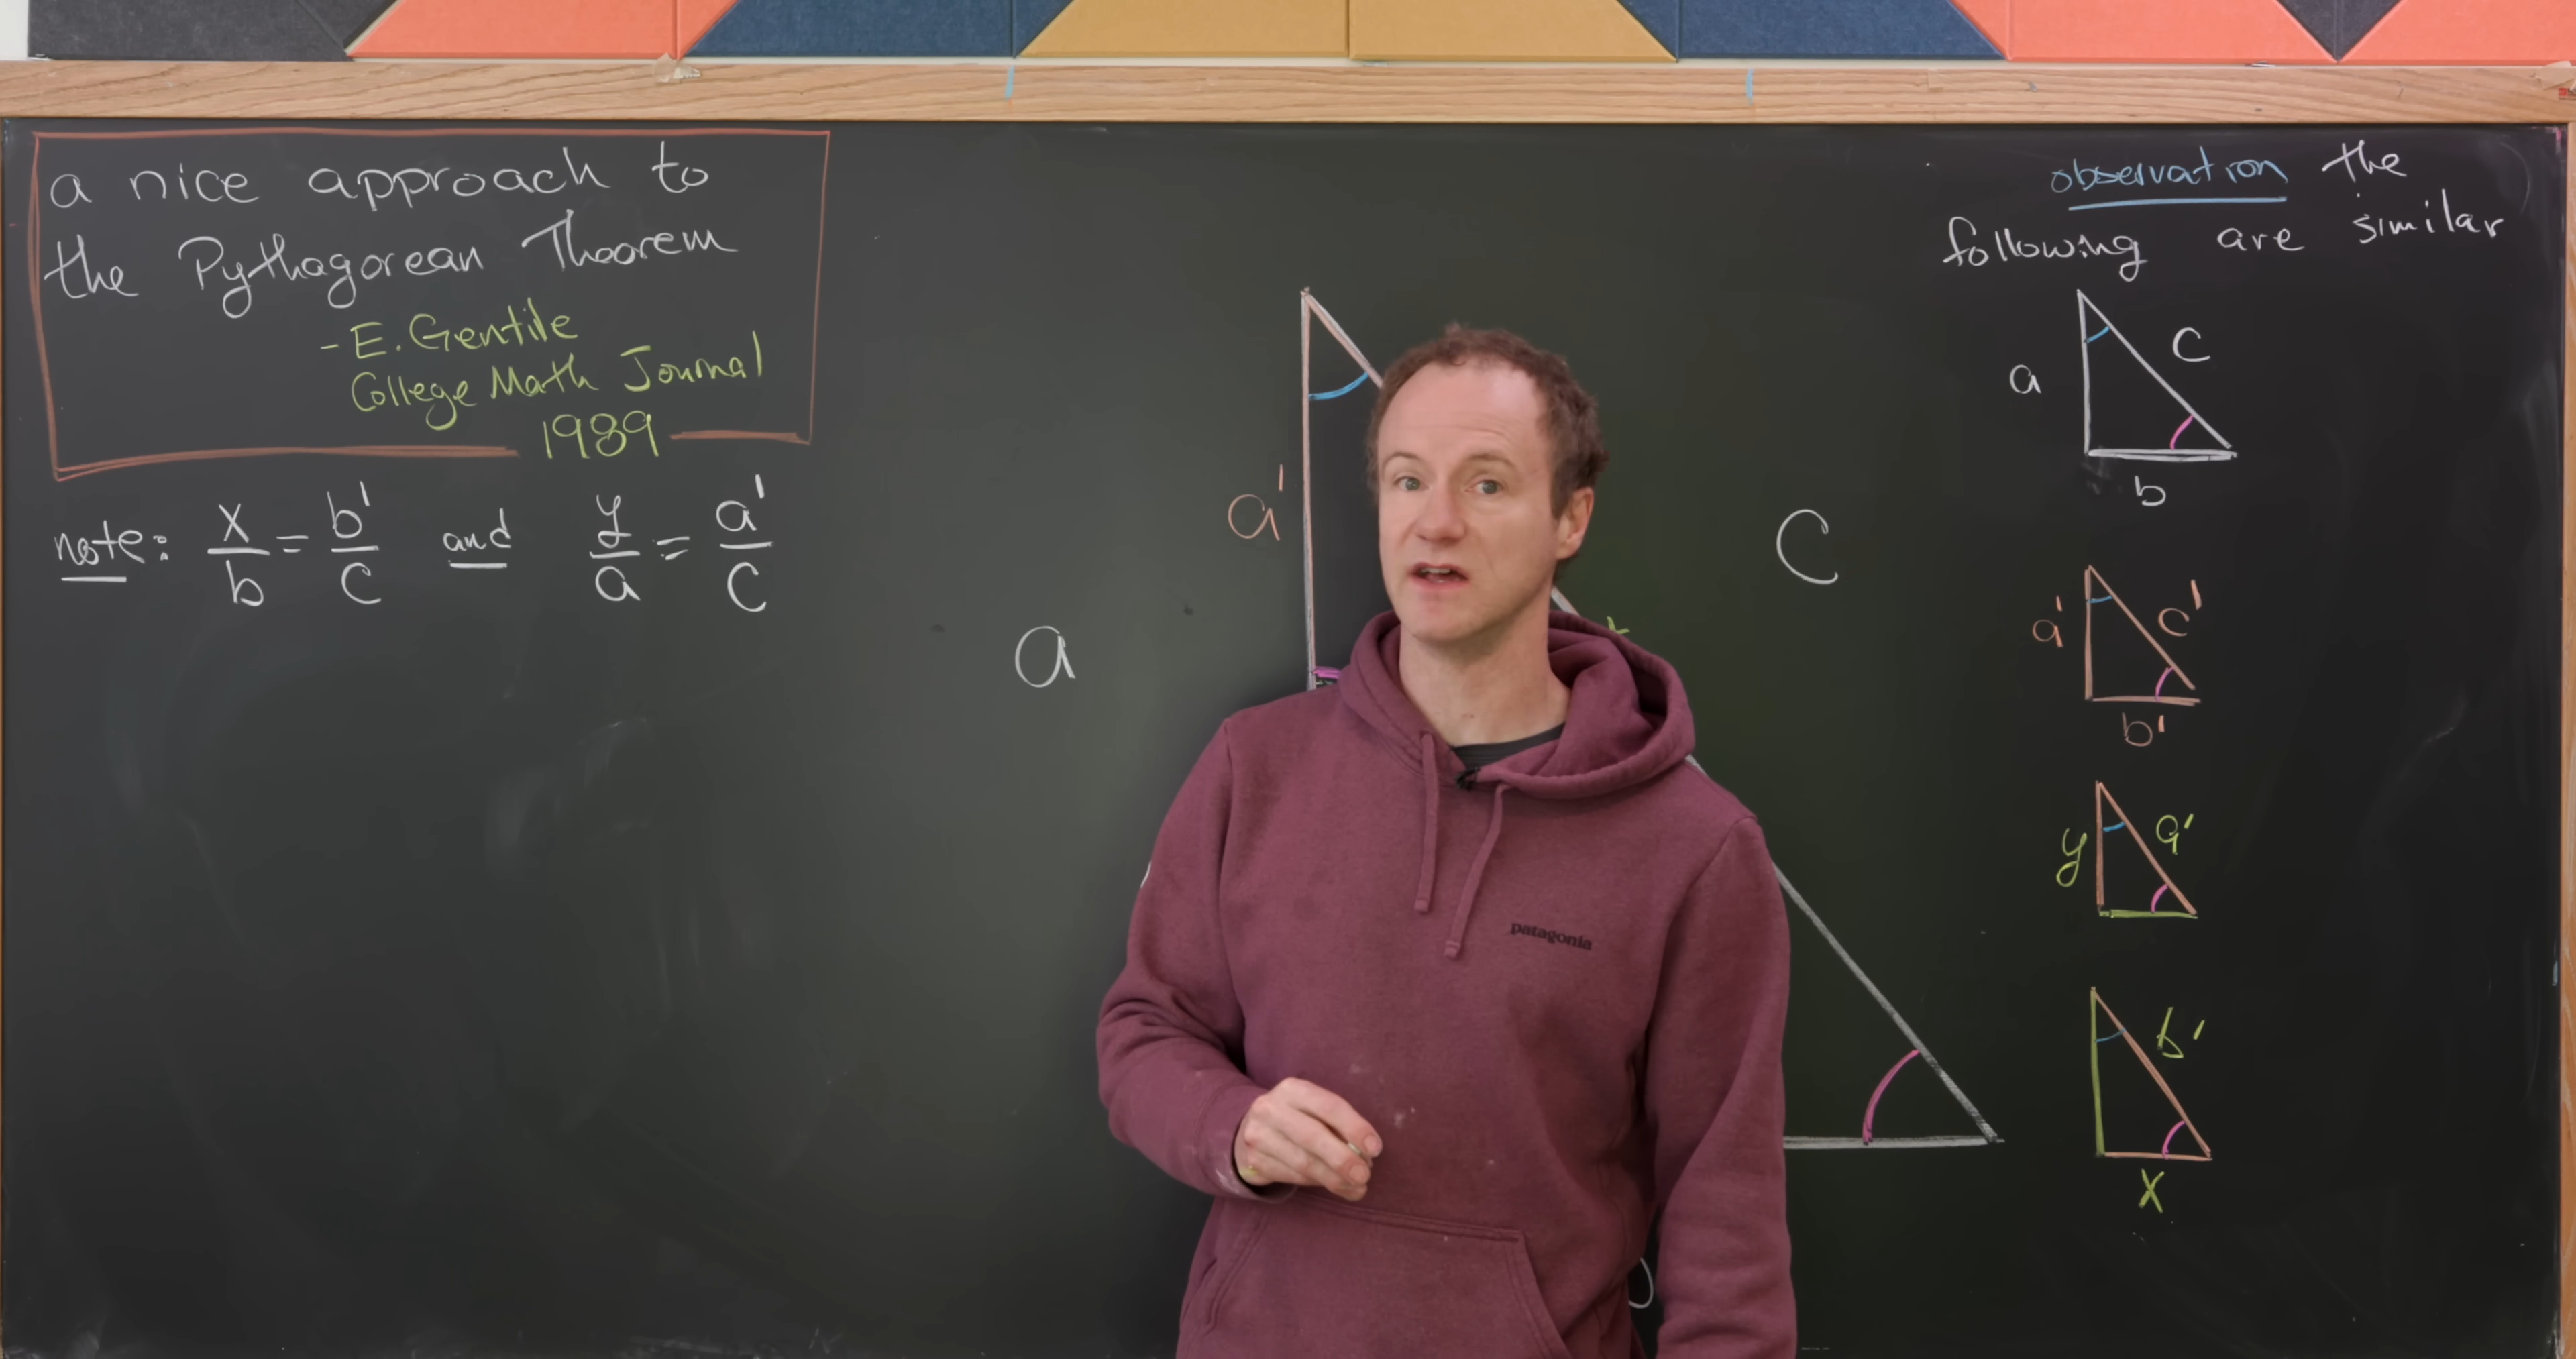 a nice approach to
the Pythagorean Theorem
- E. Gentile
College Math Journal
1989
note: x/b = b'/c and y/a = a'/c
a'
a
c
patagonia
observation the
following are similar
a
c
b
a'
c'
b'
y
a'
b'
x